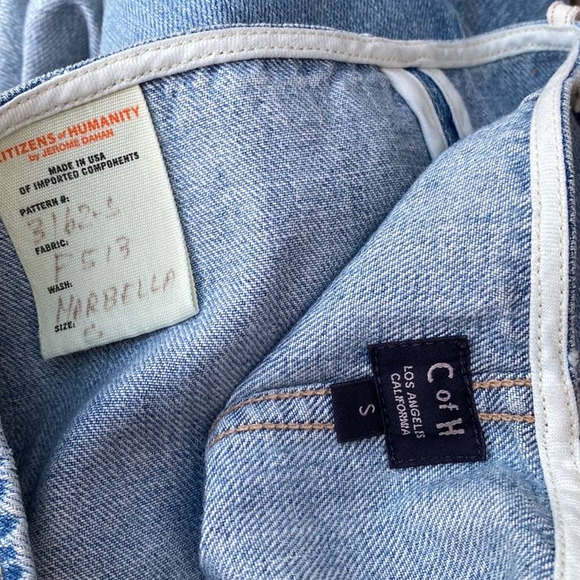 CITIZENS of HUMANITY
by JEROME DAHAN
MADE IN USA
OF IMPORTED COMPONENTS
PATTERN #:
3162-S
FABRIC:
F513
WASH:
MARBELLA
SIZE:
S
C of H
LOS ANGELES
CALIFORNIA
S